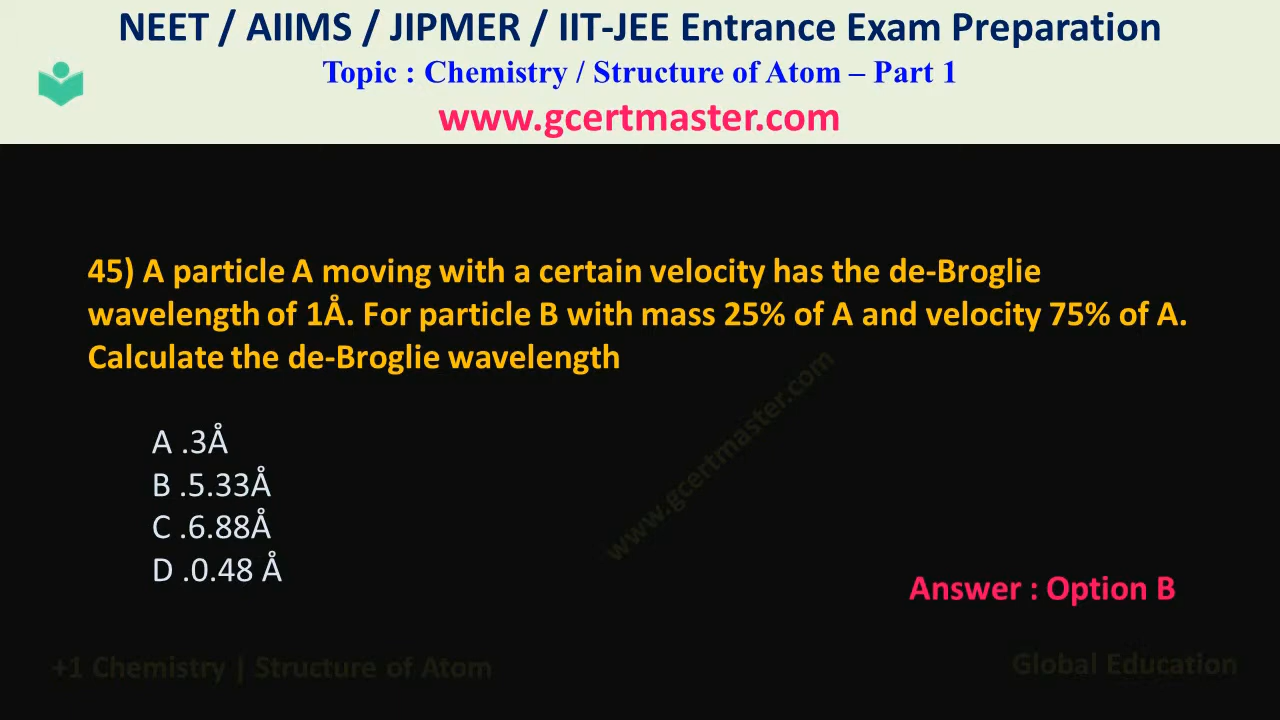 NEET / AIIMS / JIPMER / IIT-JEE Entrance Exam Preparation
Topic : Chemistry / Structure of Atom – Part 1
www.gcertmaster.com
45) A particle A moving with a certain velocity has the de-Broglie
wavelength of 1Å. For particle B with mass 25% of A and velocity 75% of A.
Calculate the de-Broglie wavelength
A .3Å
B .5.33Å
C .6.88Å
D .0.48 Å
www.gcertmaster.com
Answer : Option B
+1 Chemistry | Structure of Atom
Global Education